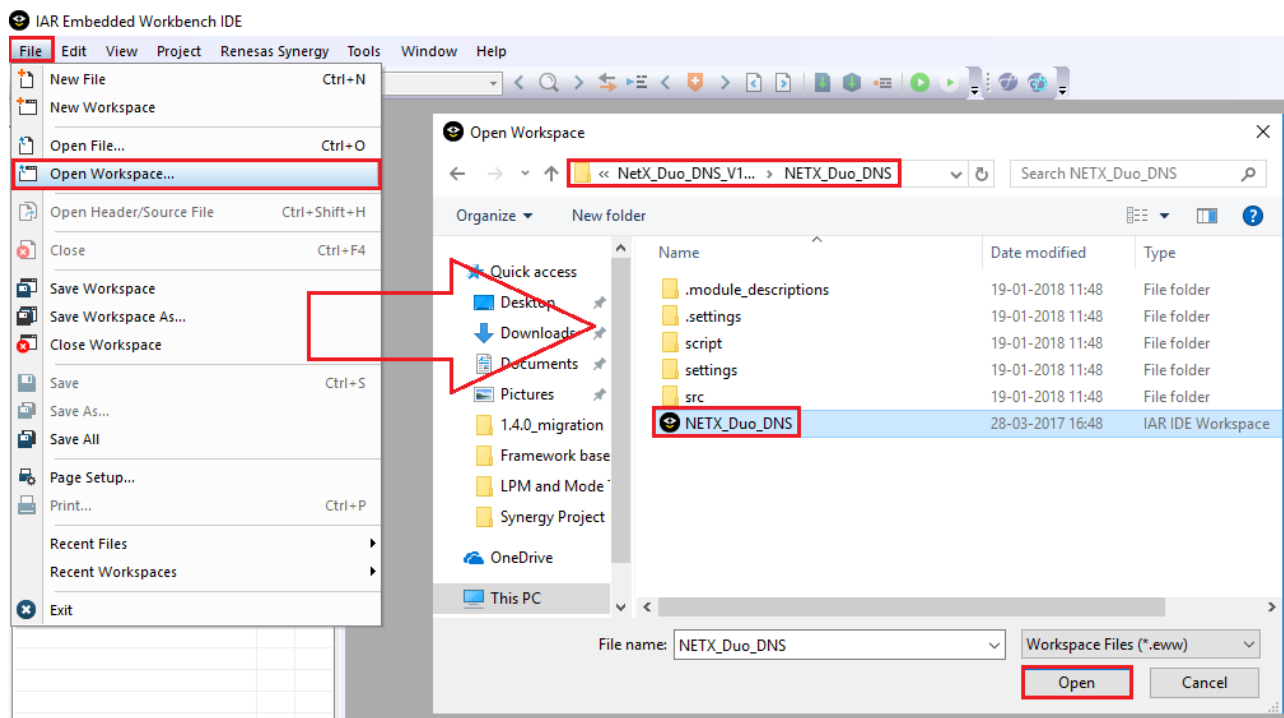 IAR Embedded Workbench IDE
File Edit View Project Renesas Synergy Tools Window Help
New File Ctrl+N
New Workspace
Open File... Ctrl+O
Open Workspace...
Open Header/Source File Ctrl+Shift+H
Close Ctrl+F4
Save Workspace
Save Workspace As...
Close Workspace
Save Ctrl+S
Save As...
Save All
Page Setup...
Print... Ctrl+P
Recent Files
Recent Workspaces
Exit
Open Workspace
« NetX_Duo_DNS_V1... › NETX_Duo_DNS
Search NETX_Duo_DNS
Organize New folder
Quick access
Desktop
Downloads
Documents
Pictures
1.4.0_migration
Framework base
LPM and Mode
Synergy Project
OneDrive
This PC
Name Date modified Type
.module_descriptions 19-01-2018 11:48 File folder
.settings 19-01-2018 11:48 File folder
script 19-01-2018 11:48 File folder
settings 19-01-2018 11:48 File folder
src 19-01-2018 11:48 File folder
NETX_Duo_DNS 28-03-2017 16:48 IAR IDE Workspace
File name: NETX_Duo_DNS Workspace Files (*.eww)
Open Cancel